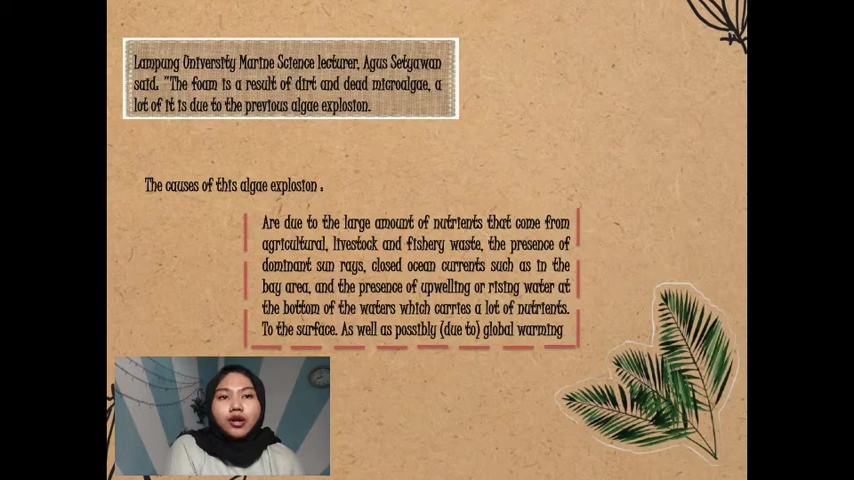 Lampung University Marine Science lecturer, Agus Setyawan
said. "The foam is a result of dirt and dead microalgae, a
lot of it is due to the previous algae explosion.
The causes of this algae explosion :
Are due to the large amount of nutrients that come from
agricultural, livestock and fishery waste, the presence of
dominant sun rays, closed ocean currents such as in the
bay area, and the presence of upwelling or rising water at
the bottom of the waters which carries a lot of nutrients.
To the surface. As well as possibly (due to) global warming